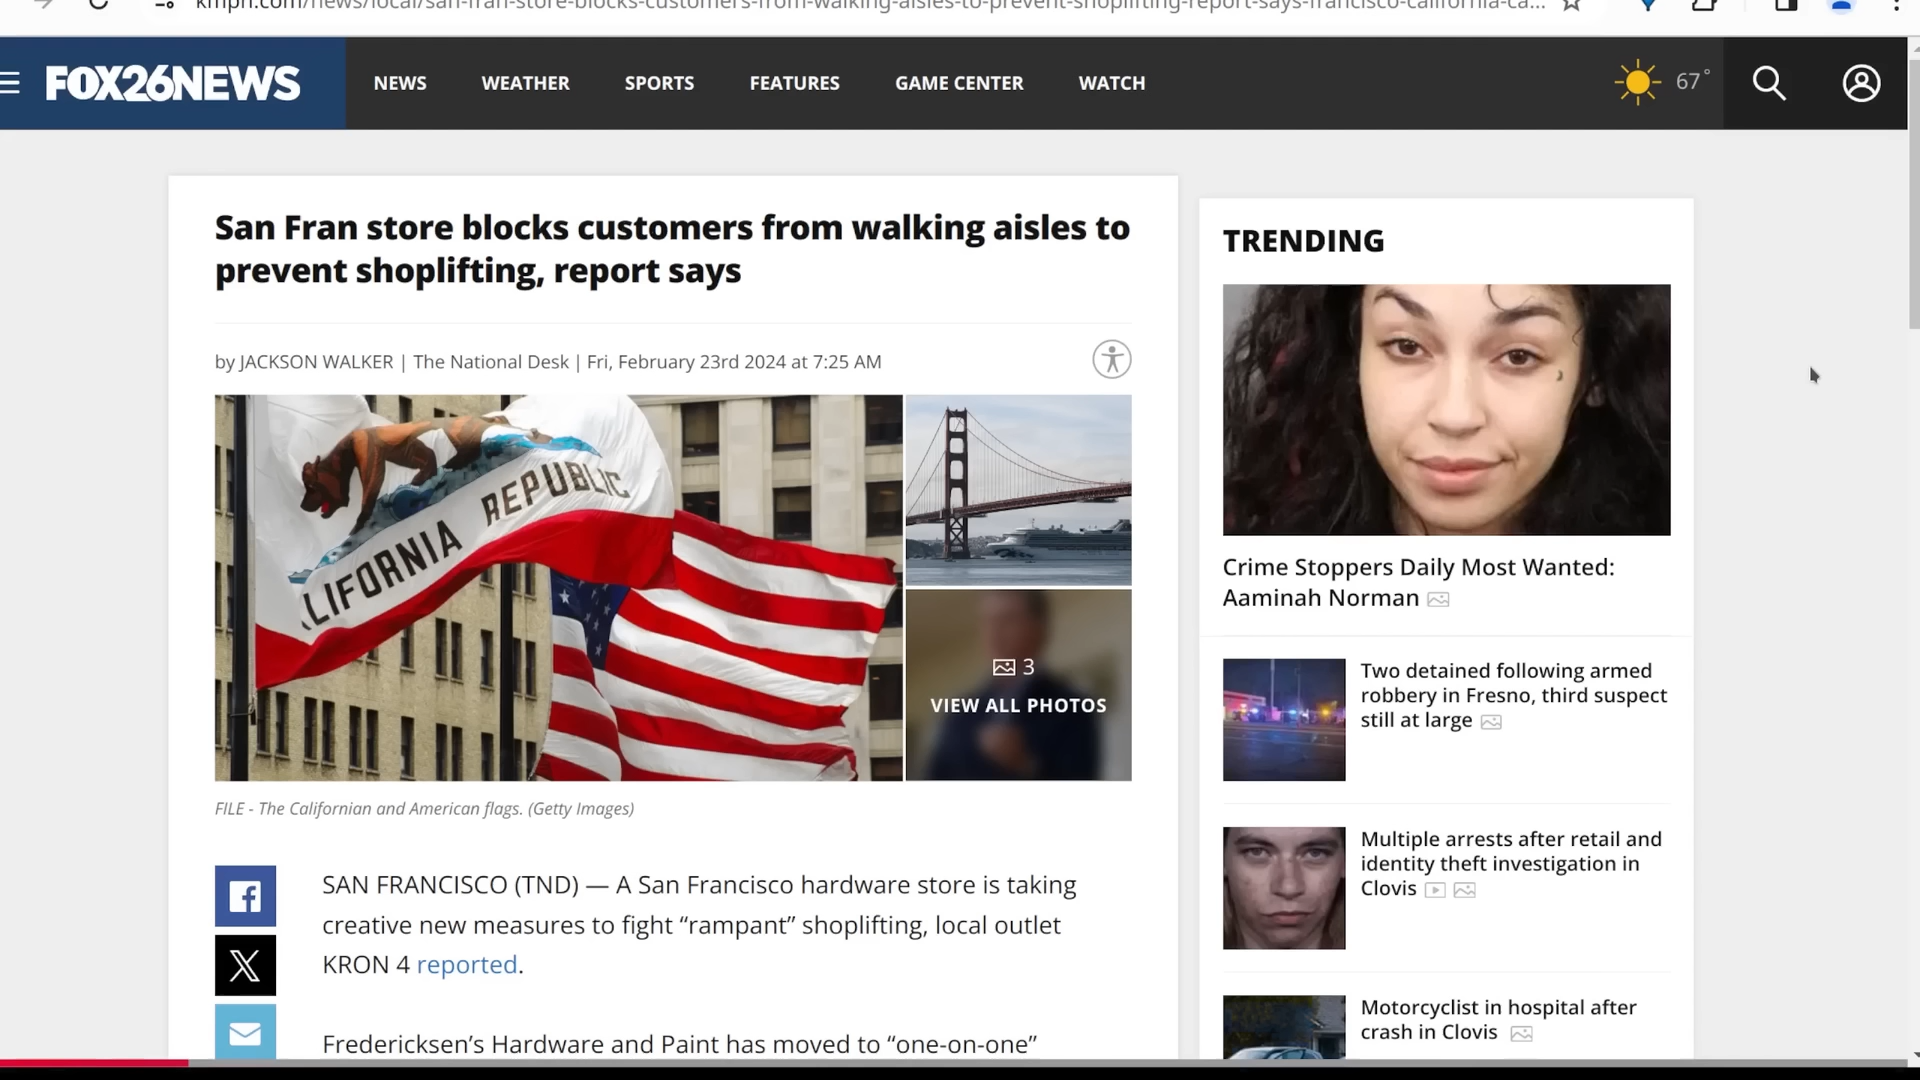 kmph.com/news/local/san-fran-store-blocks-customers-from-walking-aisles-to-prevent-shoplifting-report-says-francisco-california-ca...
FOX26NEWS
NEWS
WEATHER
SPORTS
FEATURES
GAME CENTER
WATCH
67°
San Fran store blocks customers from walking aisles to
prevent shoplifting, report says
by JACKSON WALKER | The National Desk | Fri, February 23rd 2024 at 7:25 AM
LIFORNIA REPUBLIC
3
VIEW ALL PHOTOS
FILE - The Californian and American flags. (Getty Images)
SAN FRANCISCO (TND) — A San Francisco hardware store is taking
creative new measures to fight “rampant” shoplifting, local outlet
KRON 4 reported.
Fredericksen’s Hardware and Paint has moved to “one-on-one”
TRENDING
Crime Stoppers Daily Most Wanted:
Aaminah Norman
Two detained following armed
robbery in Fresno, third suspect
still at large
Multiple arrests after retail and
identity theft investigation in
Clovis
Motorcyclist in hospital after
crash in Clovis